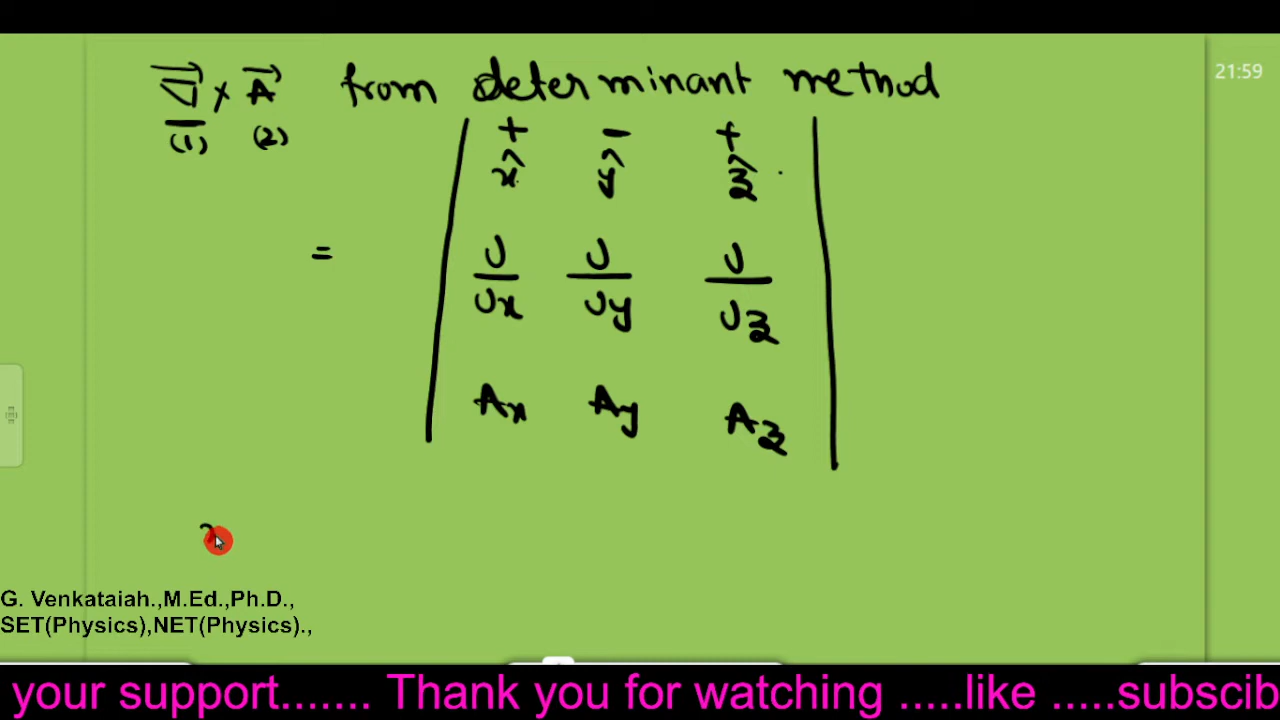 ∇ × A from determinant method
(1) (2)
+ - +
x̂ ŷ ẑ
= ∂/∂x ∂/∂y ∂/∂z
Ax Ay Az
21:59
G. Venkataiah.,M.Ed.,Ph.D.,
SET(Physics),NET(Physics).,
your support....... Thank you for watching .....like .....subscib